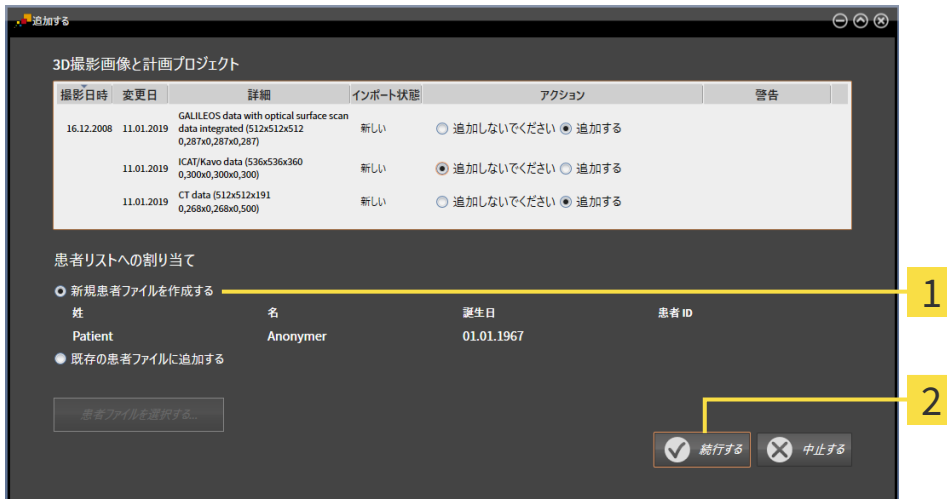 追加する
3D撮影画像と計画プロジェクト
撮影日時 変更日 詳細 インポート状態 アクション 警告
GALILEOS data with optical surface scan
16.12.2008 11.01.2019 data integrated (512x512x512 新しい 追加しないでください 追加する
0,287x0,287x0,287)
ICAT/Kavo data (536x536x360
11.01.2019 0,300x0,300x0,300) 新しい 追加しないでください 追加する
CT data (512x512x191
11.01.2019 0,268x0,268x0,500) 新しい 追加しないでください 追加する
患者リストへの割り当て
新規患者ファイルを作成する
1
姓 名 誕生日 患者 ID
Patient Anonymer 01.01.1967
既存の患者ファイルに追加する
2
患者ファイルを選択する...
続行する 中止する